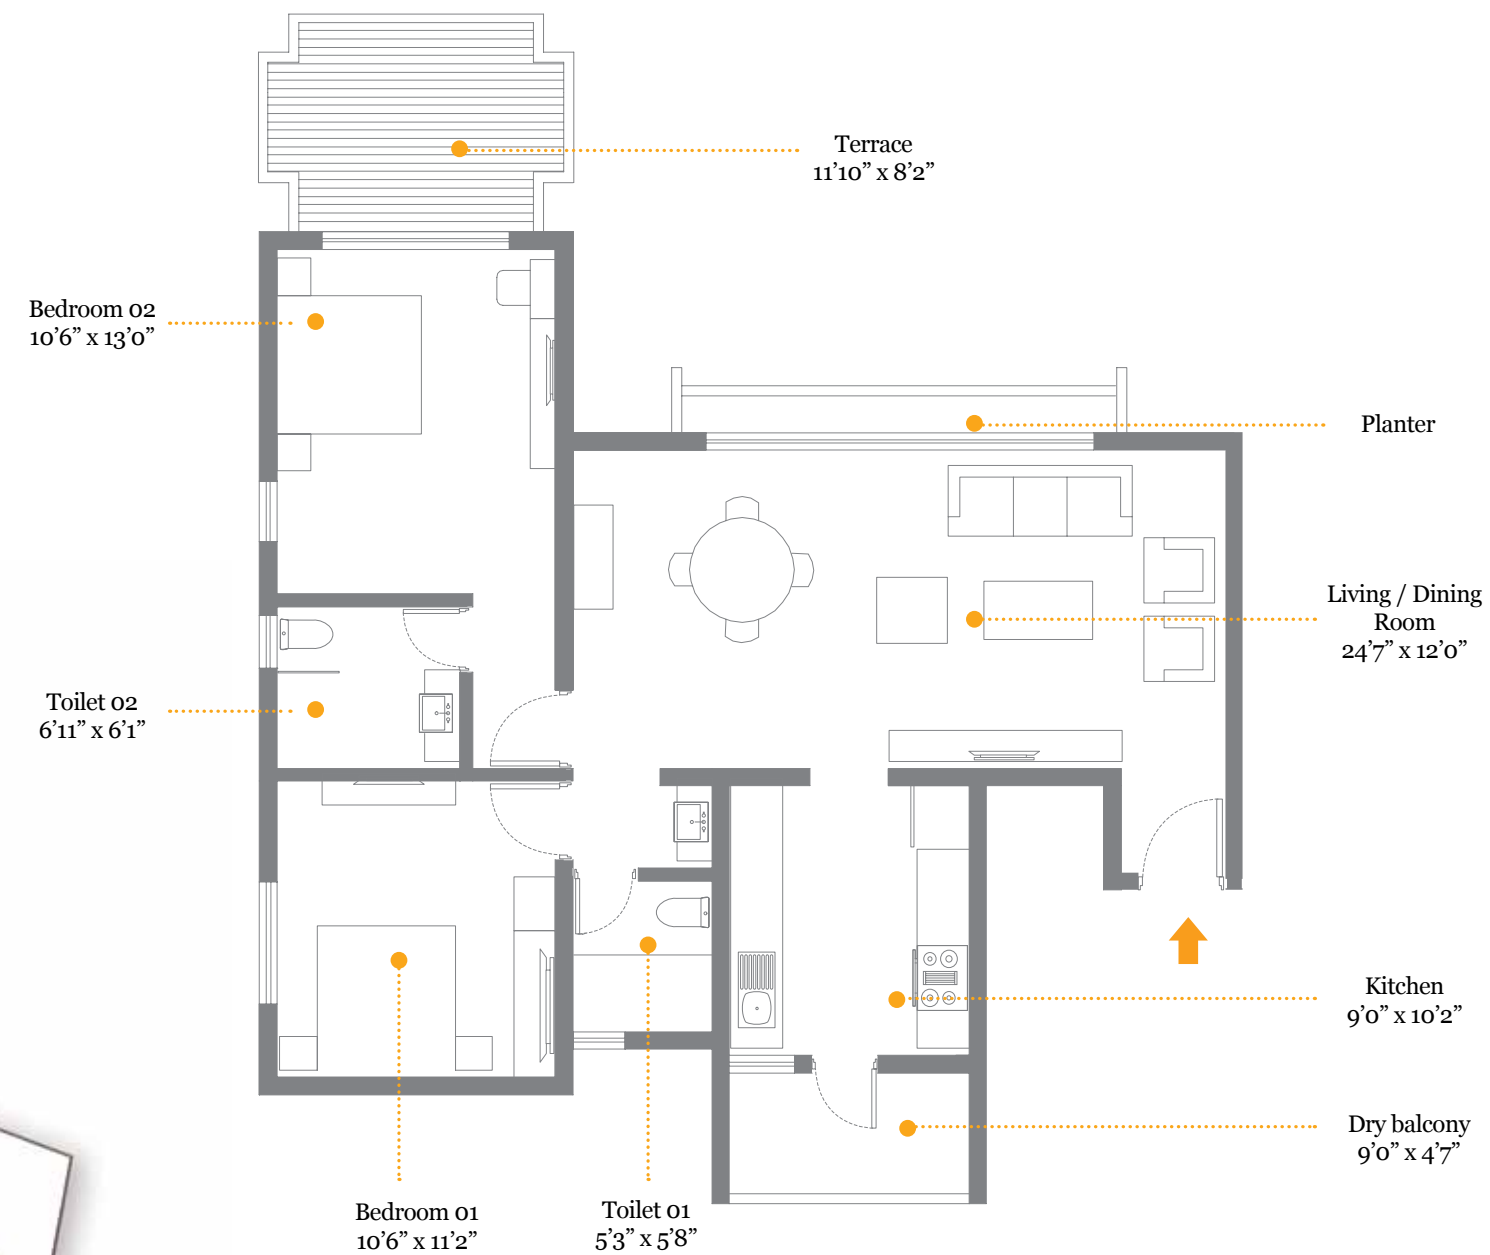 Terrace
11’10” x 8’2”
Bedroom 02
10’6” x 13’0”
Planter
Living / Dining
Room
24’7” x 12’0”
Toilet 02
6’11” x 6’1”
Kitchen
9’0” x 10’2”
Dry balcony
9’0” x 4’7”
Bedroom 01
10’6” x 11’2”
Toilet 01
5’3” x 5’8”